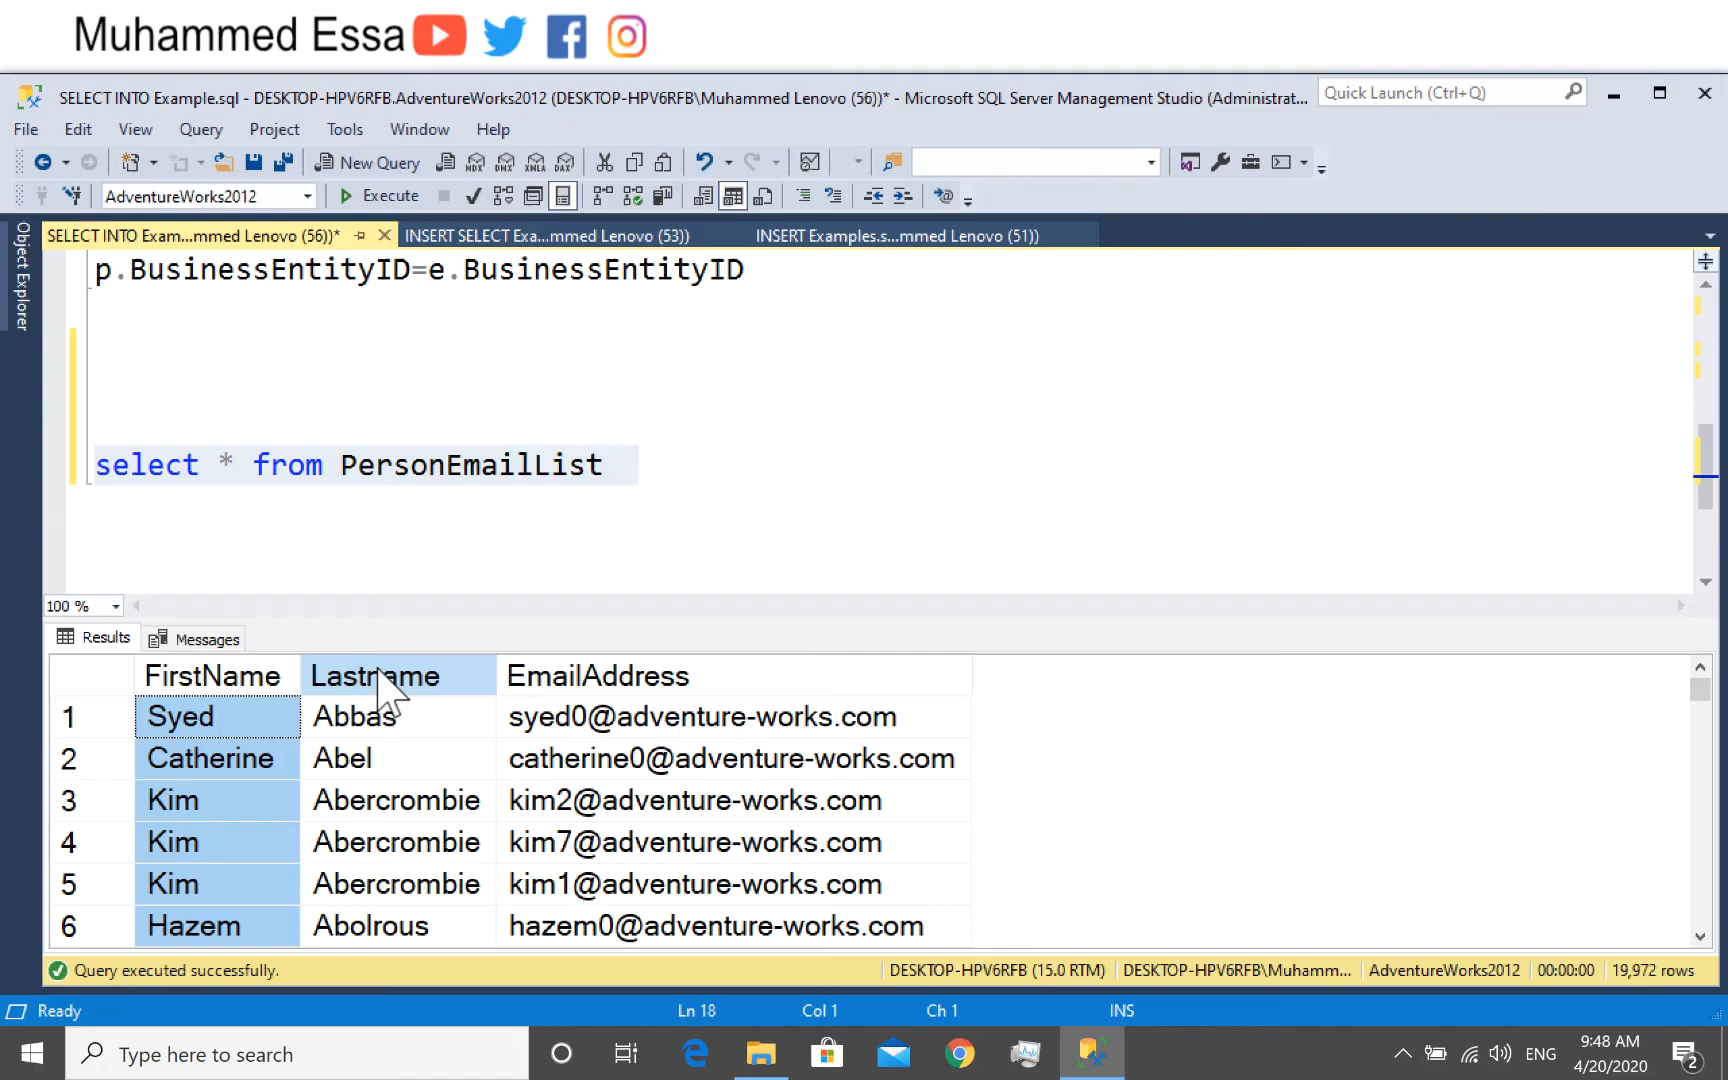 Muhammed Essa
SELECT INTO Example.sql - DESKTOP-HPV6RFB.AdventureWorks2012 (DESKTOP-HPV6RFB\Muhammed Lenovo (56))* - Microsoft SQL Server Management Studio (Administrat...
Quick Launch (Ctrl+Q)
File Edit View Query Project Tools Window Help
New Query MDX DMX XMLA DAX
AdventureWorks2012 Execute
Object Explorer
SELECT INTO Exam...mmed Lenovo (56))* INSERT SELECT Exa...mmed Lenovo (53)) INSERT Examples.s...mmed Lenovo (51))
p.BusinessEntityID=e.BusinessEntityID
select * from PersonEmailList
100 %
Results Messages
FirstName Lastname EmailAddress
1 Syed Abbas syed0@adventure-works.com
2 Catherine Abel catherine0@adventure-works.com
3 Kim Abercrombie kim2@adventure-works.com
4 Kim Abercrombie kim7@adventure-works.com
5 Kim Abercrombie kim1@adventure-works.com
6 Hazem Abolrous hazem0@adventure-works.com
Query executed successfully. DESKTOP-HPV6RFB (15.0 RTM) DESKTOP-HPV6RFB\Muhamm... AdventureWorks2012 00:00:00 19,972 rows
Ready Ln 18 Col 1 Ch 1 INS
Type here to search
ENG
9:48 AM
4/20/2020
2